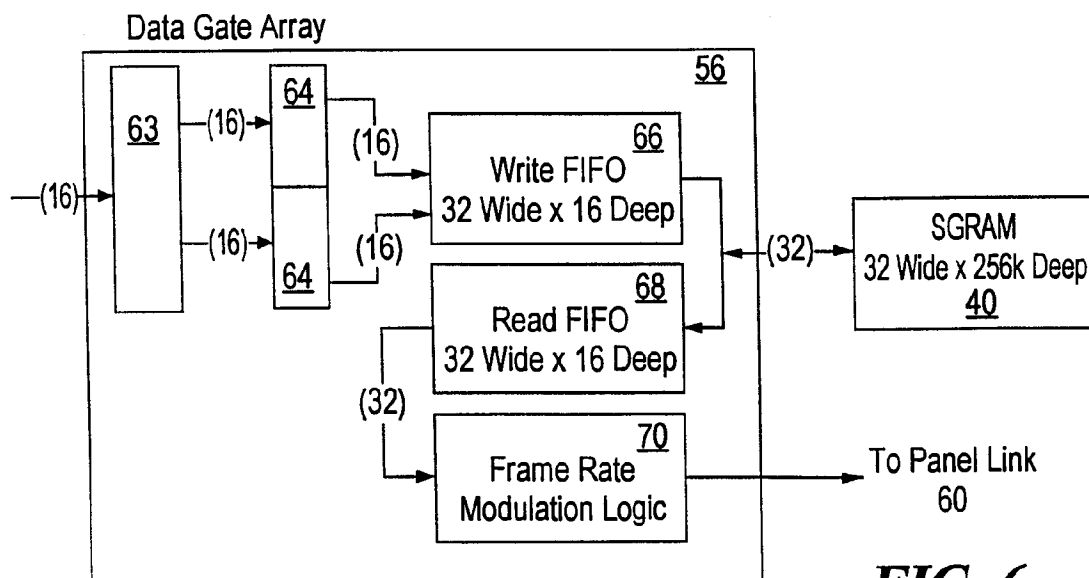 Data Gate Array
56
63
(16)
64
(16)
(16)
66
Write FIFO
32 Wide x 16 Deep
(16)
(16)
64
(32)
SGRAM
32 Wide x 256k Deep
40
68
Read FIFO
32 Wide x 16 Deep
(32)
70
Frame Rate
Modulation Logic
To Panel Link
60